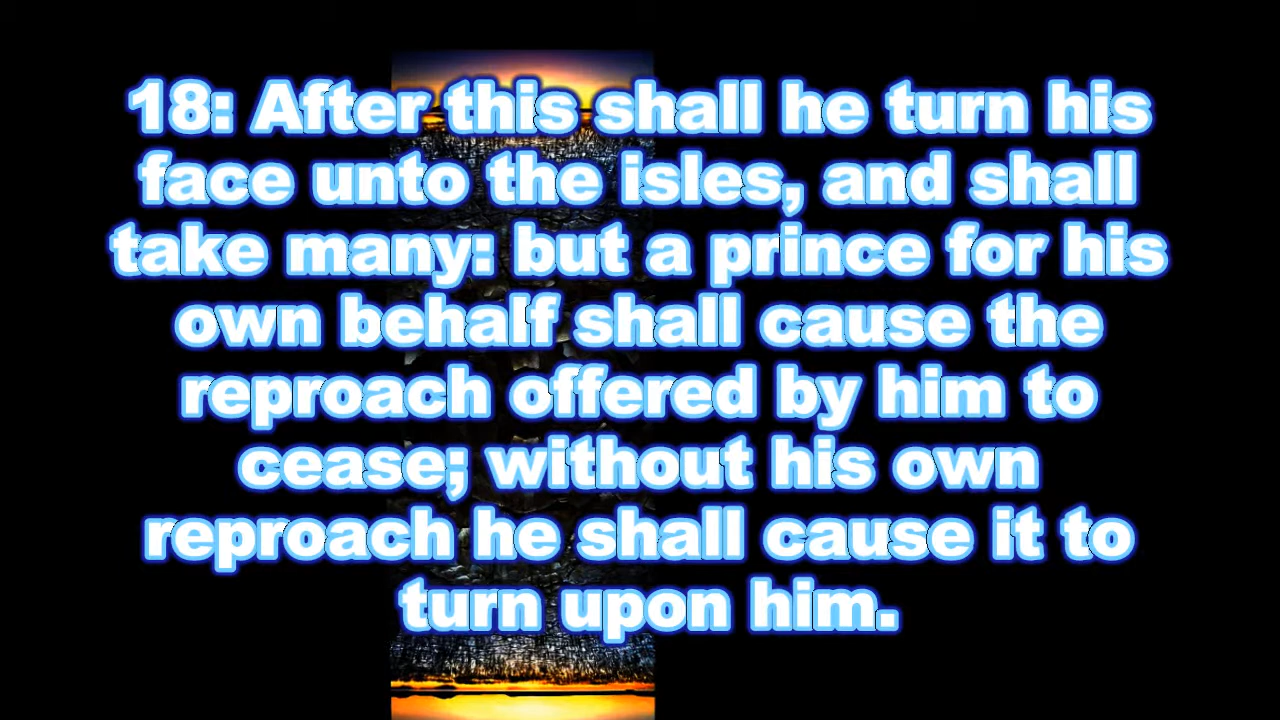 18: After this shall he turn his
face unto the isles, and shall
take many: but a prince for his
own behalf shall cause the
reproach offered by him to
cease; without his own
reproach he shall cause it to
turn upon him.